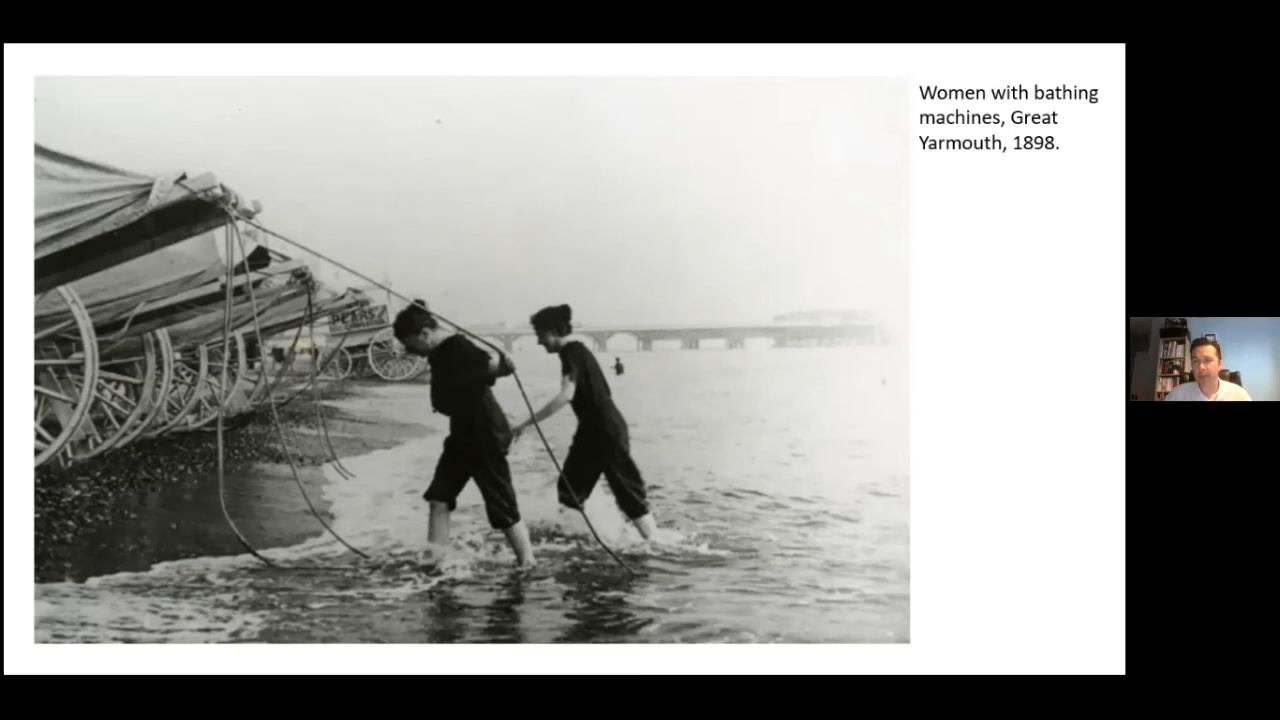 Women with bathing
machines, Great
Yarmouth, 1898.
PEARS'